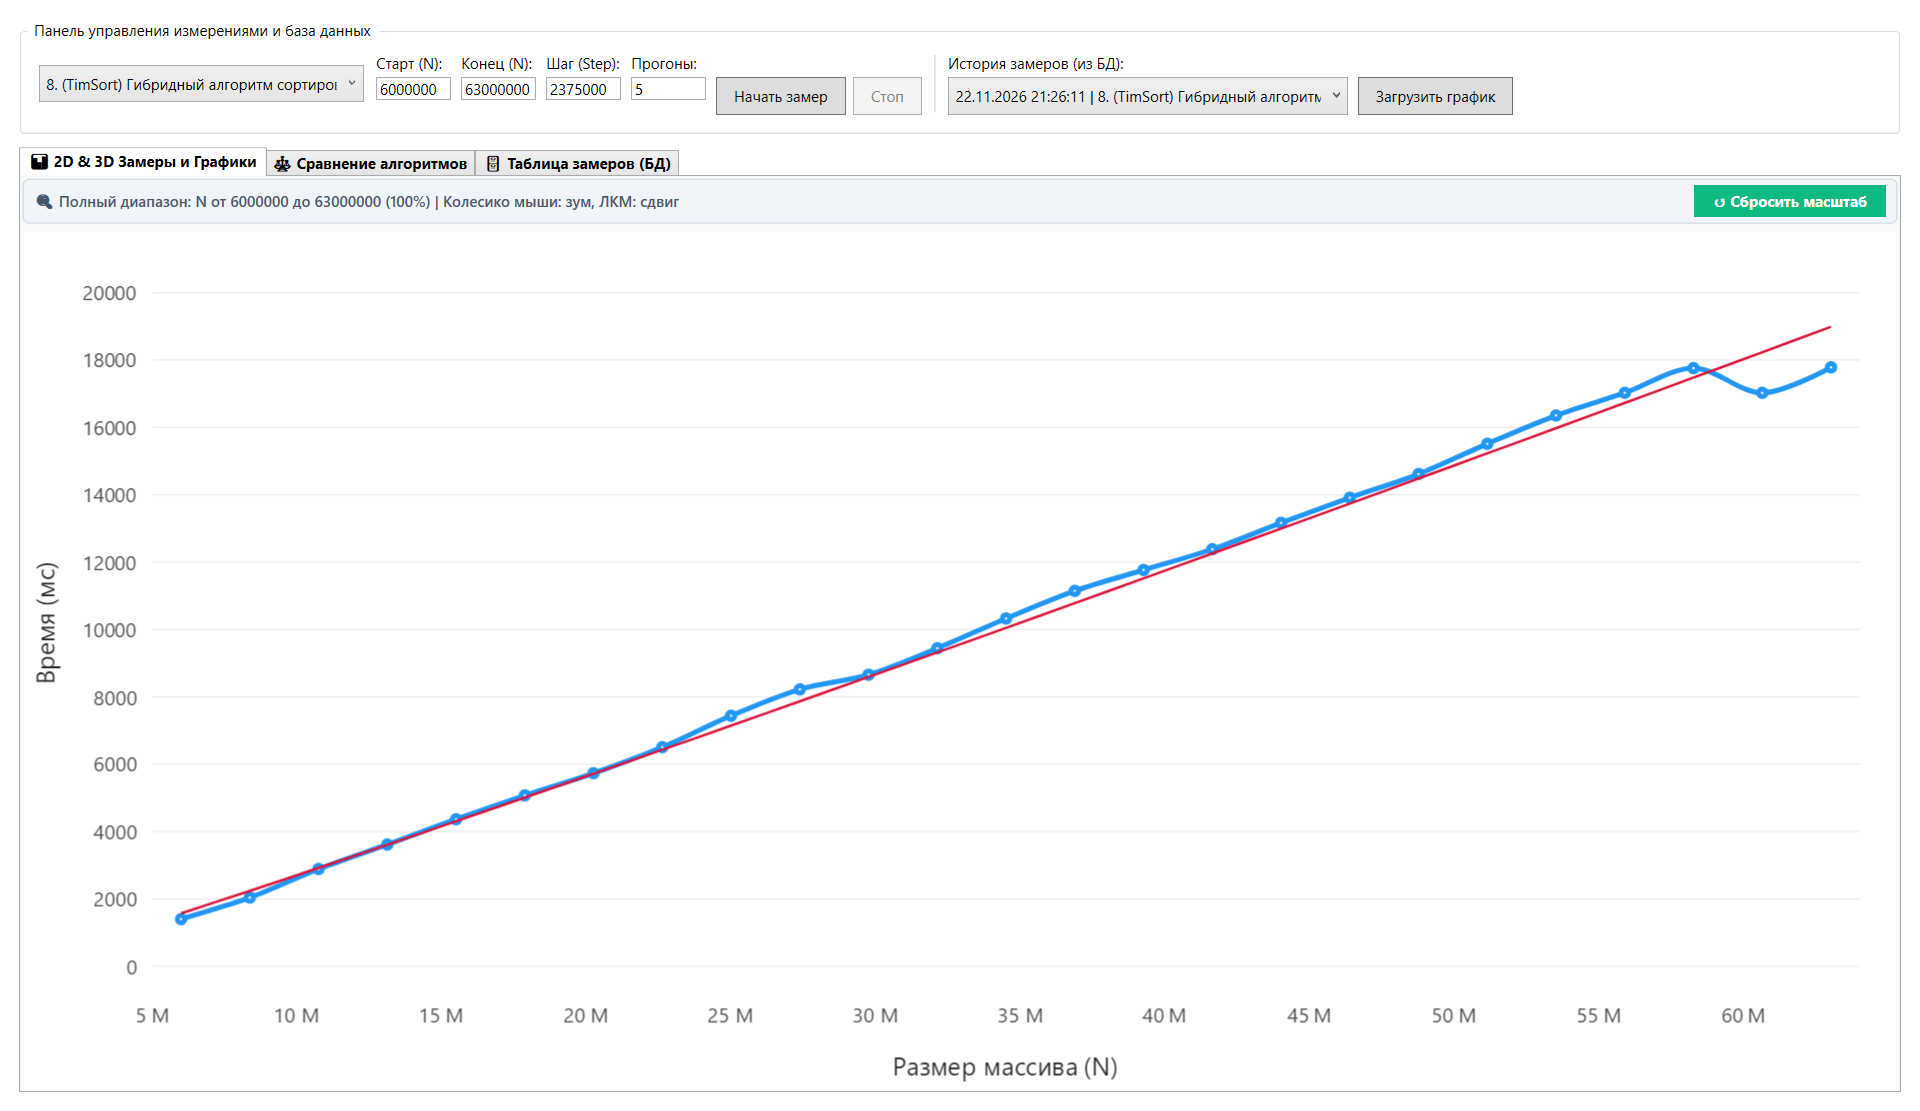 Панель управления измерениями и база данных
Старт (N): Конец (N): Шаг (Step): Прогоны: История замеров (из БД):
8. (TimSort) Гибридный алгоритм сортиро 6000000 63000000 2375000 5 Начать замер Стоп 22.11.2026 21:26:11 | 8. (TimSort) Гибридный алгоритм Загрузить график
2D & 3D Замеры и Графики Сравнение алгоритмов Таблица замеров (БД)
Полный диапазон: N от 6000000 до 63000000 (100%) | Колесико мыши: зум, ЛКМ: сдвиг ↺ Сбросить масштаб
20000
18000
16000
14000
12000
10000
8000
6000
4000
2000
0
Время (мс)
5 M 10 M 15 M 20 M 25 M 30 M 35 M 40 M 45 M 50 M 55 M 60 M
Размер массива (N)